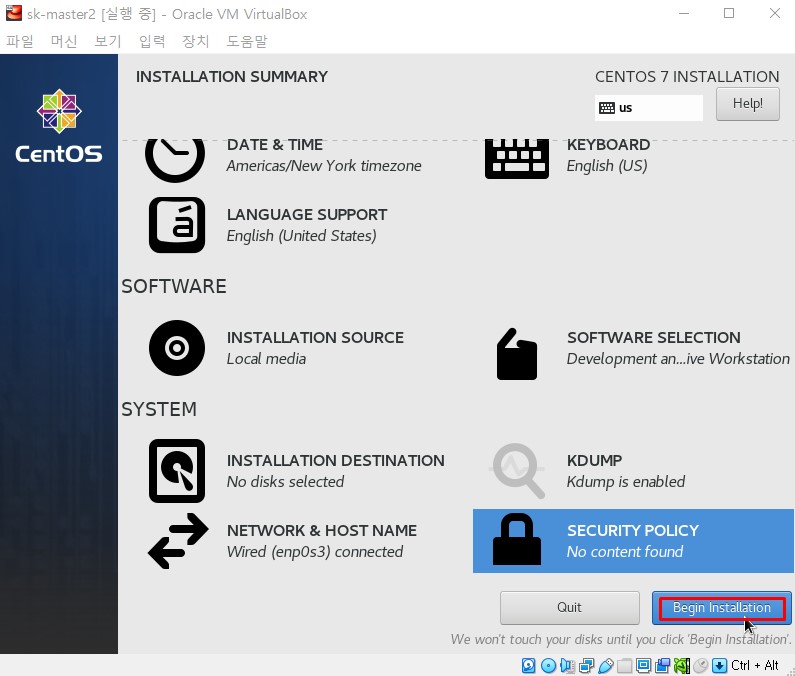 sk-master2 [실행 중] - Oracle VM VirtualBox
파일 머신 보기 입력 장치 도움말
CentOS
INSTALLATION SUMMARY
CENTOS 7 INSTALLATION
us
Help!
DATE & TIME
Americas/New York timezone
KEYBOARD
English (US)
á
LANGUAGE SUPPORT
English (United States)
SOFTWARE
INSTALLATION SOURCE
Local media
SOFTWARE SELECTION
Development an...ive Workstation
SYSTEM
INSTALLATION DESTINATION
No disks selected
KDUMP
Kdump is enabled
NETWORK & HOST NAME
Wired (enp0s3) connected
SECURITY POLICY
No content found
Quit
Begin Installation
We won't touch your disks until you click 'Begin Installation'.
Ctrl + Alt